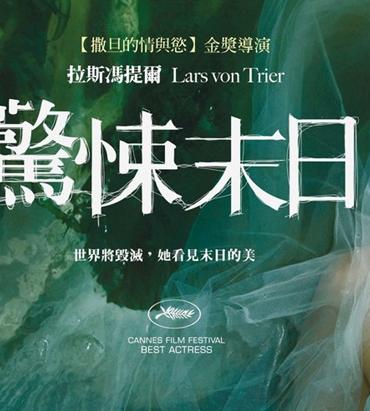 【撒旦的情與慾】金獎導演
拉斯馮提爾 Lars von Trier
驚悚末日
世界將毀滅，她看見末日的美
CANNES FILM FESTIVAL
BEST ACTRESS